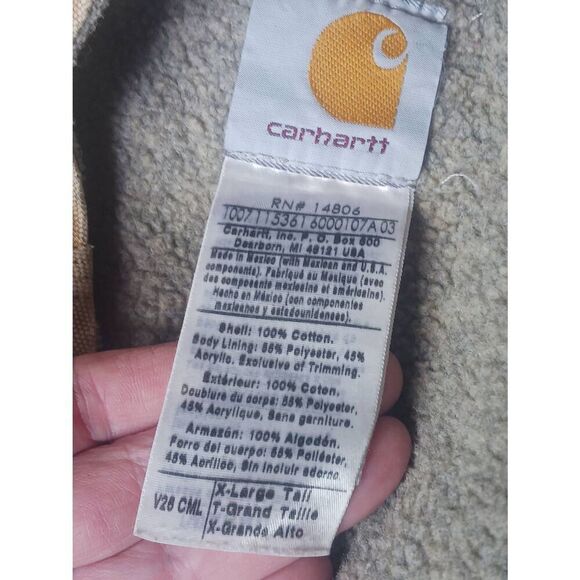 carhartt
RN# 14806
1007115361 6000107A 03
Carhartt, Inc. P. O. Box 600
Dearborn, MI 48121 USA
Made in Mexico (with Mexican and U.S.A.
components). Fabriqué au Mexique (avec
des composants mexicains et américains).
Hecho en México (con componentes
mexicanos y estadounidenses).
Shell: 100% Cotton.
Body Lining: 55% Polyester, 45%
Acrylic. Exclusive of Trimming.
Extérieur: 100% Coton.
Doublure du corps: 55% Polyester,
45% Acrylique, Sans garniture.
Armazón: 100% Algodón.
Forro del cuerpo: 55% Poliéster,
45% Acrílico, Sin incluir adorno.
V26 CML
X-Large Tall
T-Grand Taille
X-Grande Alto